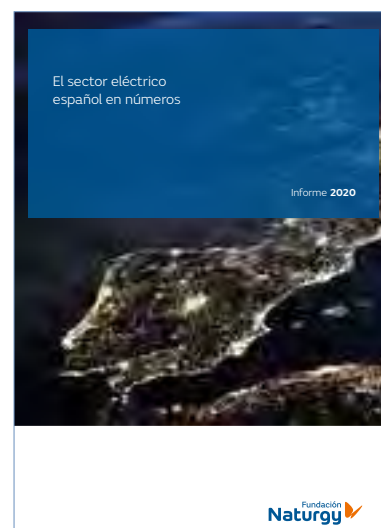 El sector eléctrico
español en números
Informe 2020
Fundación
Naturgy